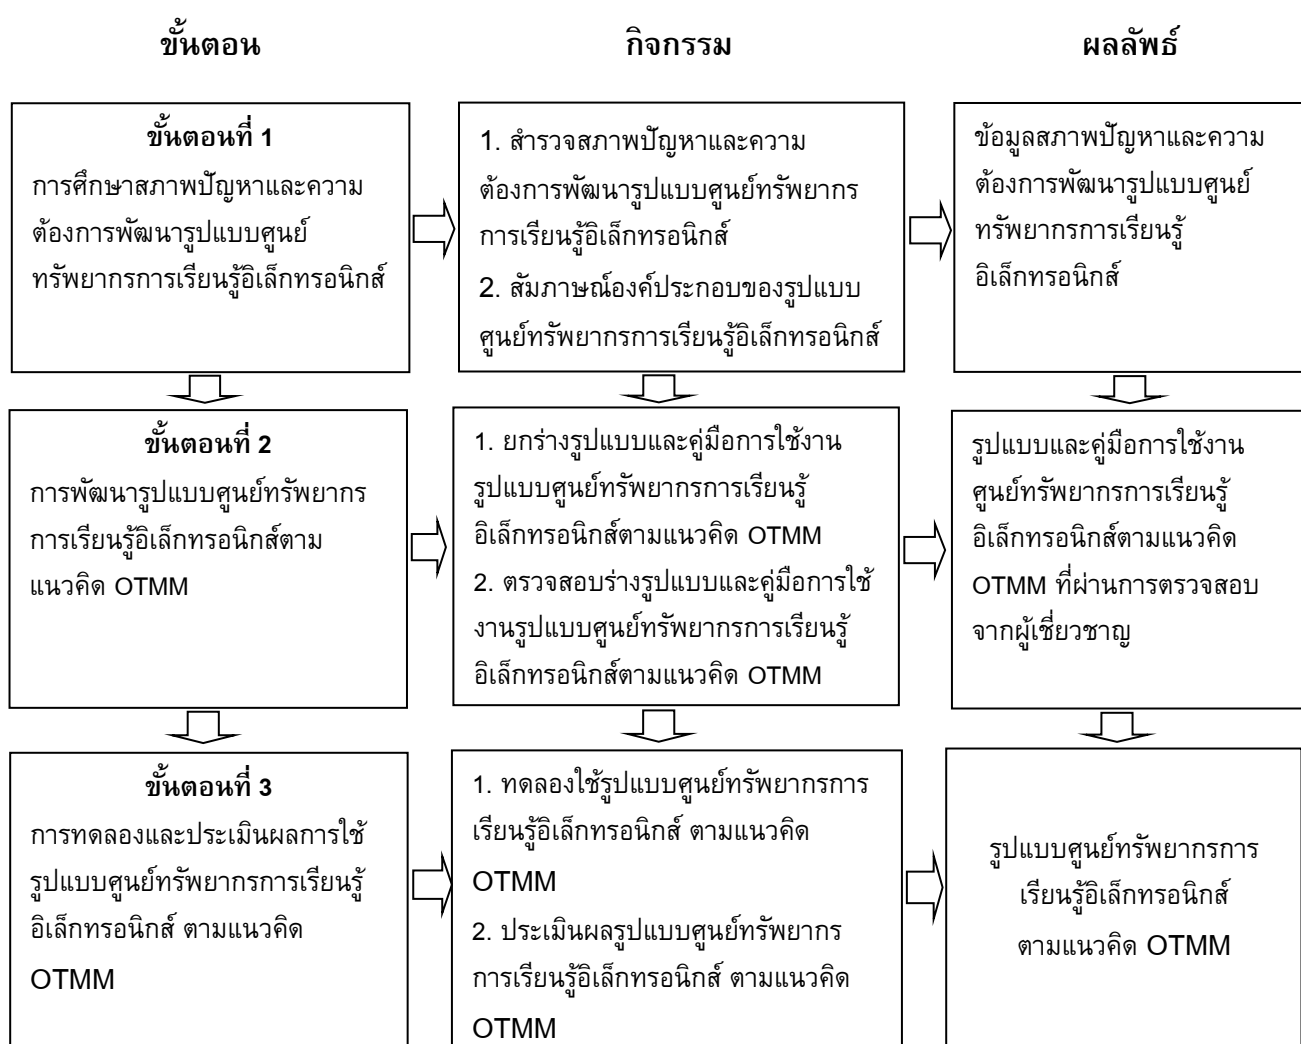 ขั้นตอน
กิจกรรม
ผลลัพธ์
ขั้นตอนที่ 1
การศึกษาสภาพปัญหาและความ
ต้องการพัฒนารูปแบบศูนย์
ทรัพยากรการเรียนรู้อิเล็กทรอนิกส์
1. สำรวจสภาพปัญหาและความ
ต้องการพัฒนารูปแบบศูนย์ทรัพยากร
การเรียนรู้อิเล็กทรอนิกส์
2. สัมภาษณ์องค์ประกอบของรูปแบบ
ศูนย์ทรัพยากรการเรียนรู้อิเล็กทรอนิกส์
ข้อมูลสภาพปัญหาและความ
ต้องการพัฒนารูปแบบศูนย์
ทรัพยากรการเรียนรู้
อิเล็กทรอนิกส์
ขั้นตอนที่ 2
การพัฒนารูปแบบศูนย์ทรัพยากร
การเรียนรู้อิเล็กทรอนิกส์ตาม
แนวคิด OTMM
1. ยกร่างรูปแบบและคู่มือการใช้งาน
รูปแบบศูนย์ทรัพยากรการเรียนรู้
อิเล็กทรอนิกส์ตามแนวคิด OTMM
2. ตรวจสอบร่างรูปแบบและคู่มือการใช้
งานรูปแบบศูนย์ทรัพยากรการเรียนรู้
อิเล็กทรอนิกส์ตามแนวคิด OTMM
รูปแบบและคู่มือการใช้งาน
ศูนย์ทรัพยากรการเรียนรู้
อิเล็กทรอนิกส์ตามแนวคิด
OTMM ที่ผ่านการตรวจสอบ
จากผู้เชี่ยวชาญ
ขั้นตอนที่ 3
การทดลองและประเมินผลการใช้
รูปแบบศูนย์ทรัพยากรการเรียนรู้
อิเล็กทรอนิกส์ ตามแนวคิด
OTMM
1. ทดลองใช้รูปแบบศูนย์ทรัพยากรการ
เรียนรู้อิเล็กทรอนิกส์ ตามแนวคิด
OTMM
2. ประเมินผลรูปแบบศูนย์ทรัพยากร
การเรียนรู้อิเล็กทรอนิกส์ ตามแนวคิด
OTMM
รูปแบบศูนย์ทรัพยากรการ
เรียนรู้อิเล็กทรอนิกส์
ตามแนวคิด OTMM